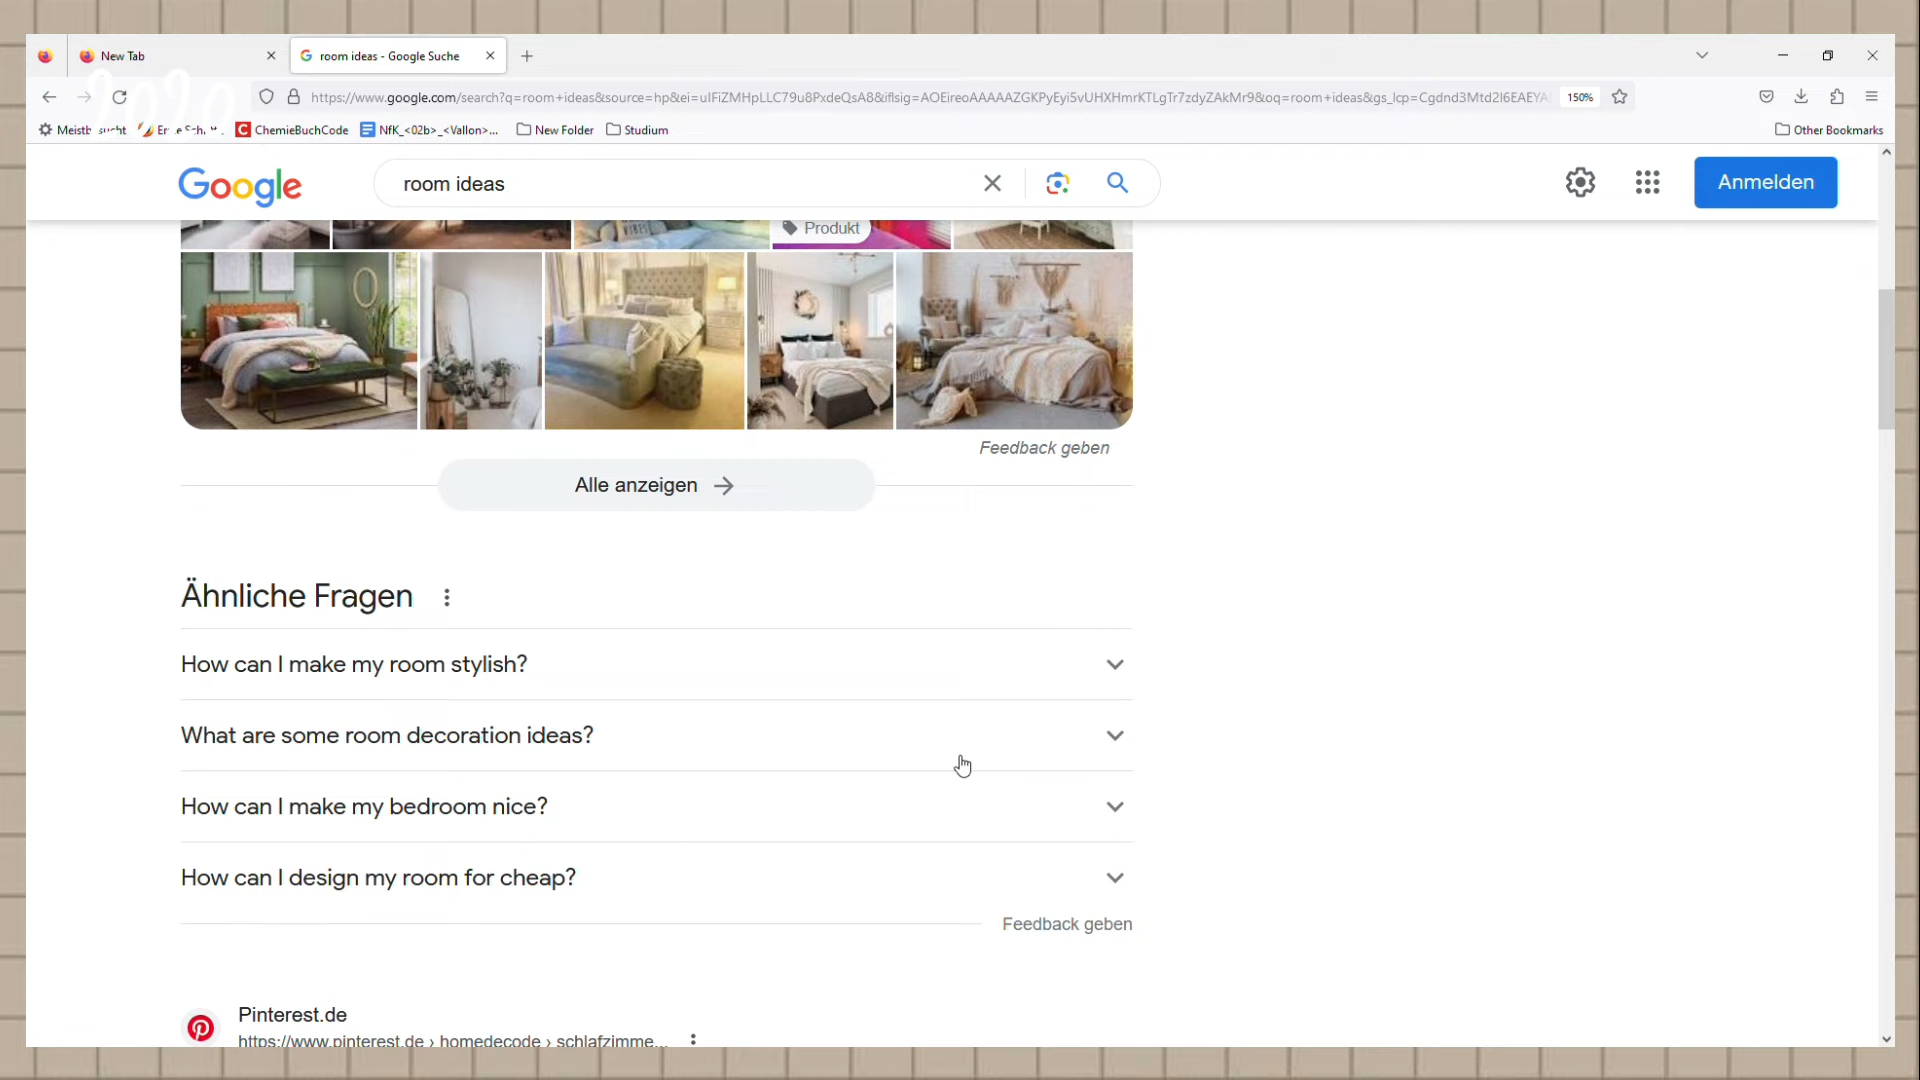 New Tab
room ideas - Google Suche
2020
https://www.google.com/search?q=room+ideas&source=hp&ei=uIFiZMHpLLC79u8PxdeQsA8&iflsig=AOEireoAAAAAZGKPyEyi5vUHXHmrKTLgTr7zdyZAkMr9&oq=room+ideas&gs_lcp=Cgdnd3Mtd2l6EAEYA
150%
ChemieBuchCode
NfK_<02b>_<Vallon>...
New Folder
Studium
Other Bookmarks
Google
room ideas
Anmelden
Produkt
Feedback geben
Alle anzeigen
Ähnliche Fragen
How can I make my room stylish?
What are some room decoration ideas?
How can I make my bedroom nice?
How can I design my room for cheap?
Feedback geben
Pinterest.de
https://www.pinterest.de › homedecode › schlafzimme...